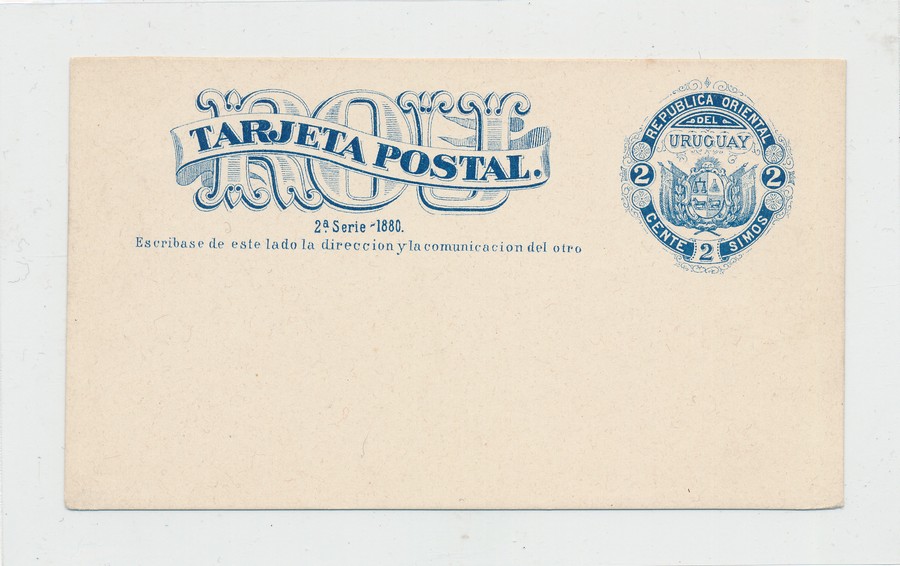 ROU
TARJETA POSTAL.
2ª Serie -1880.
Escribase de este lado la direccion y la comunicacion del otro
REPUBLICA ORIENTAL
DEL
URUGUAY
2 2
CENTE 2 SIMOS